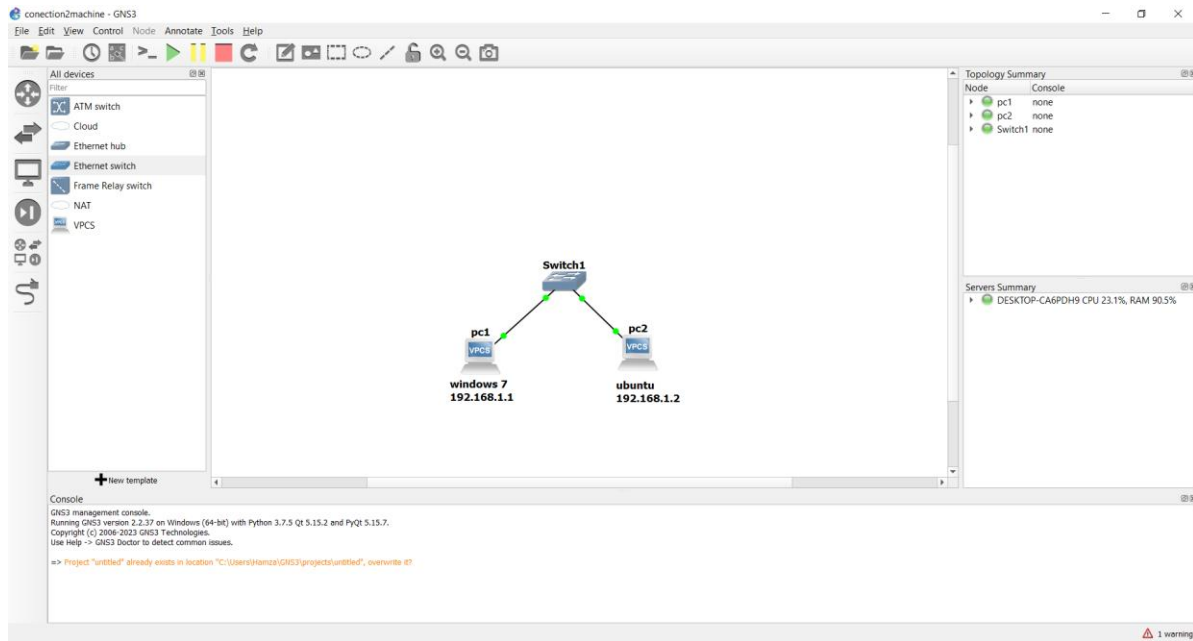 conection2machine - GNS3
File Edit View Control Node Annotate Tools Help
All devices
Filter
ATM switch
Cloud
Ethernet hub
Ethernet switch
Frame Relay switch
NAT
VPCS
New template
Switch1
pc1
VPCS
windows 7
192.168.1.1
pc2
VPCS
ubuntu
192.168.1.2
Topology Summary
Node Console
pc1 none
pc2 none
Switch1 none
Servers Summary
DESKTOP-CA6PDH9 CPU 23.1%, RAM 90.5%
Console
GNS3 management console.
Running GNS3 version 2.2.37 on Windows (64-bit) with Python 3.7.5 Qt 5.15.2 and PyQt 5.15.7.
Copyright (c) 2006-2023 GNS3 Technologies.
Use Help -> GNS3 Doctor to detect common issues.
=> Project "untitled" already exists in location "C:\Users\Hamza\GNS3\projects\untitled", overwrite it?
1 warning